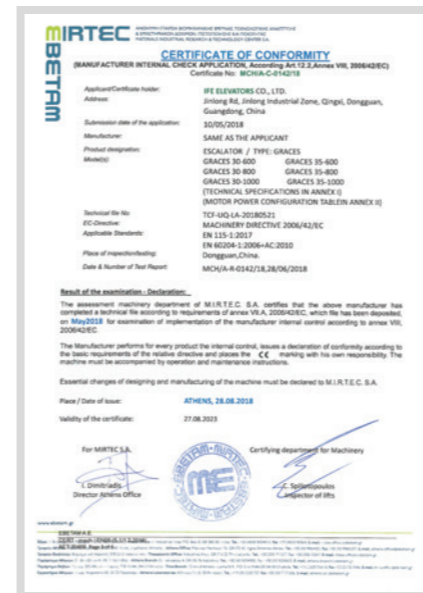 MIRTEC
EBETAM
CERTIFICATE OF CONFORMITY
(MANUFACTURER INTERNAL CHECK APPLICATION, According Art.12.2,Annex VIII, 2006/42/EC)
Certificate No: MCH/A-C-0142/18
Applicant/Certificate holder: IFE ELEVATORS CO., LTD.
Address: Jinlong Rd, Jinlong Industrial Zone, Qingxi, Dongguan,
Guangdong, China
Submission date of the application: 10/05/2018
Manufacturer: SAME AS THE APPLICANT
Product designation: ESCALATOR / TYPE: GRACES
Model(s): GRACES 30-600 GRACES 35-600
GRACES 30-800 GRACES 35-800
GRACES 30-1000 GRACES 35-1000
(TECHNICAL SPECIFICATIONS IN ANNEX I)
(MOTOR POWER CONFIGURATION TABLEIN ANNEX II)
Technical file No: TCF-UQ-LA-20180521
EC-Directive: MACHINERY DIRECTIVE 2006/42/EC
Applicable Standards: EN 115-1:2017
EN 60204-1:2006+AC:2010
Place of inspection/testing: Dongguan,China.
Date & Number of Test Report: MCH/A-R-0142/18,28/06/2018
Result of the examination - Declaration:
The assessment machinery department of M.I.R.T.E.C. S.A. certifies that the above manufacturer has
completed a technical file according to requirements of annex VII.A, 2006/42/EC, which file has been deposited,
on May2018 for examination of implementation of the manufacturer internal control according to annex VIII,
2006/42/EC.
The Manufacturer performs for every product the internal control, issues a declaration of conformity according to
the basic requirements of the relative directive and places the CE marking with his own responsibility. The
machine must be accompanied by operation and maintenance instructions.
Essential changes of designing and manufacturing of the machine must be declared to M.I.R.T.E.C. S.A.
Place / Date of Issue: ATHENS, 28.08.2018
Validity of the certificate: 27.08.2023
For MIRTEC S.A. Certifying department for Machinery
EBETAM MIRTEC
ME
I. Dimitriadis
Director Athens Office
Spiliotopoulos
Inspector of lifts
www.ebetam.gr
EBETAM A.E.